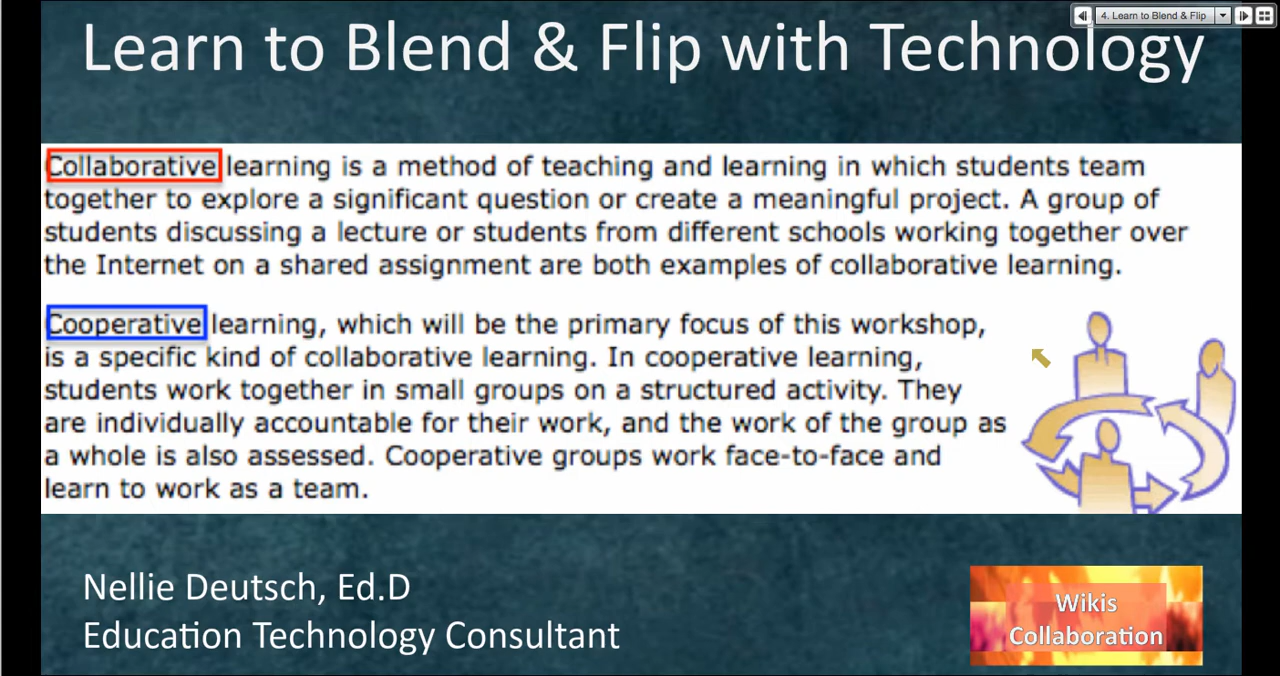 4. Learn to Blend & Flip
Learn to Blend & Flip with Technology
Collaborative learning is a method of teaching and learning in which students team
together to explore a significant question or create a meaningful project. A group of
students discussing a lecture or students from different schools working together over
the Internet on a shared assignment are both examples of collaborative learning.
Cooperative learning, which will be the primary focus of this workshop,
is a specific kind of collaborative learning. In cooperative learning,
students work together in small groups on a structured activity. They
are individually accountable for their work, and the work of the group as
a whole is also assessed. Cooperative groups work face-to-face and
learn to work as a team.
Nellie Deutsch, Ed.D
Education Technology Consultant
Wikis
Collaboration